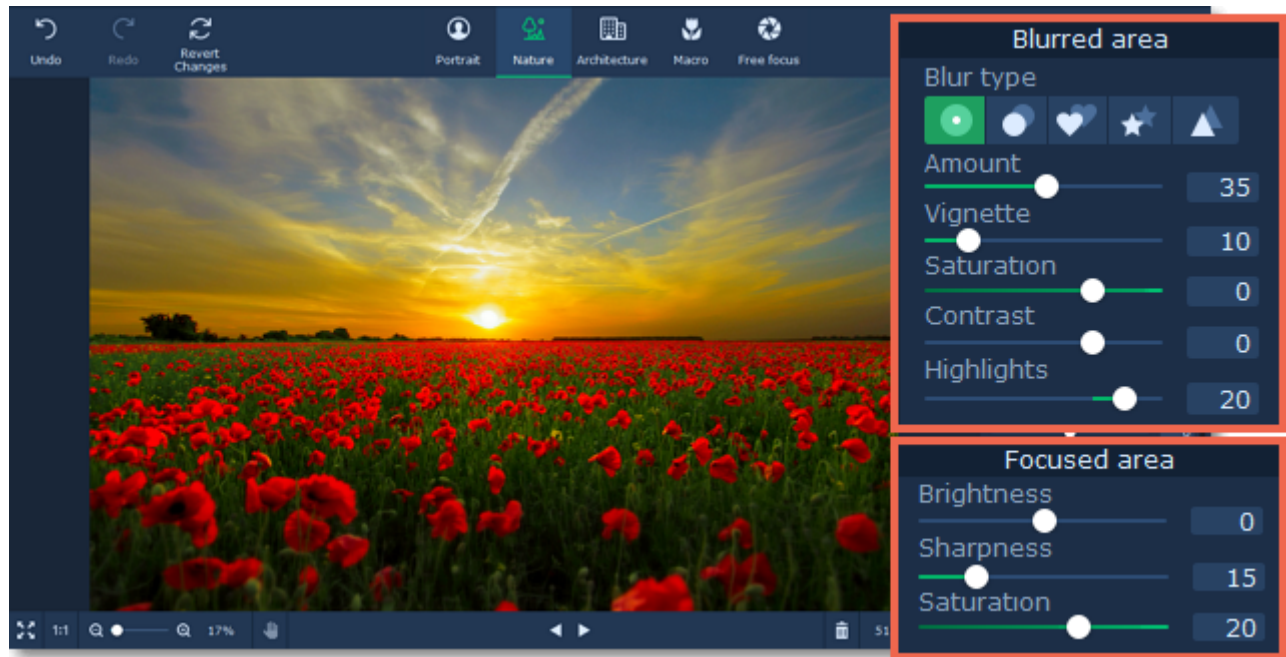 Undo
Redo
Revert
Changes
Portrait
Nature
Architecture
Macro
Free focus
Blurred area
Blur type
Amount
35
Vignette
10
Saturation
0
Contrast
0
Highlights
20
Focused area
Brightness
0
Sharpness
15
Saturation
20
1:1
17%
51